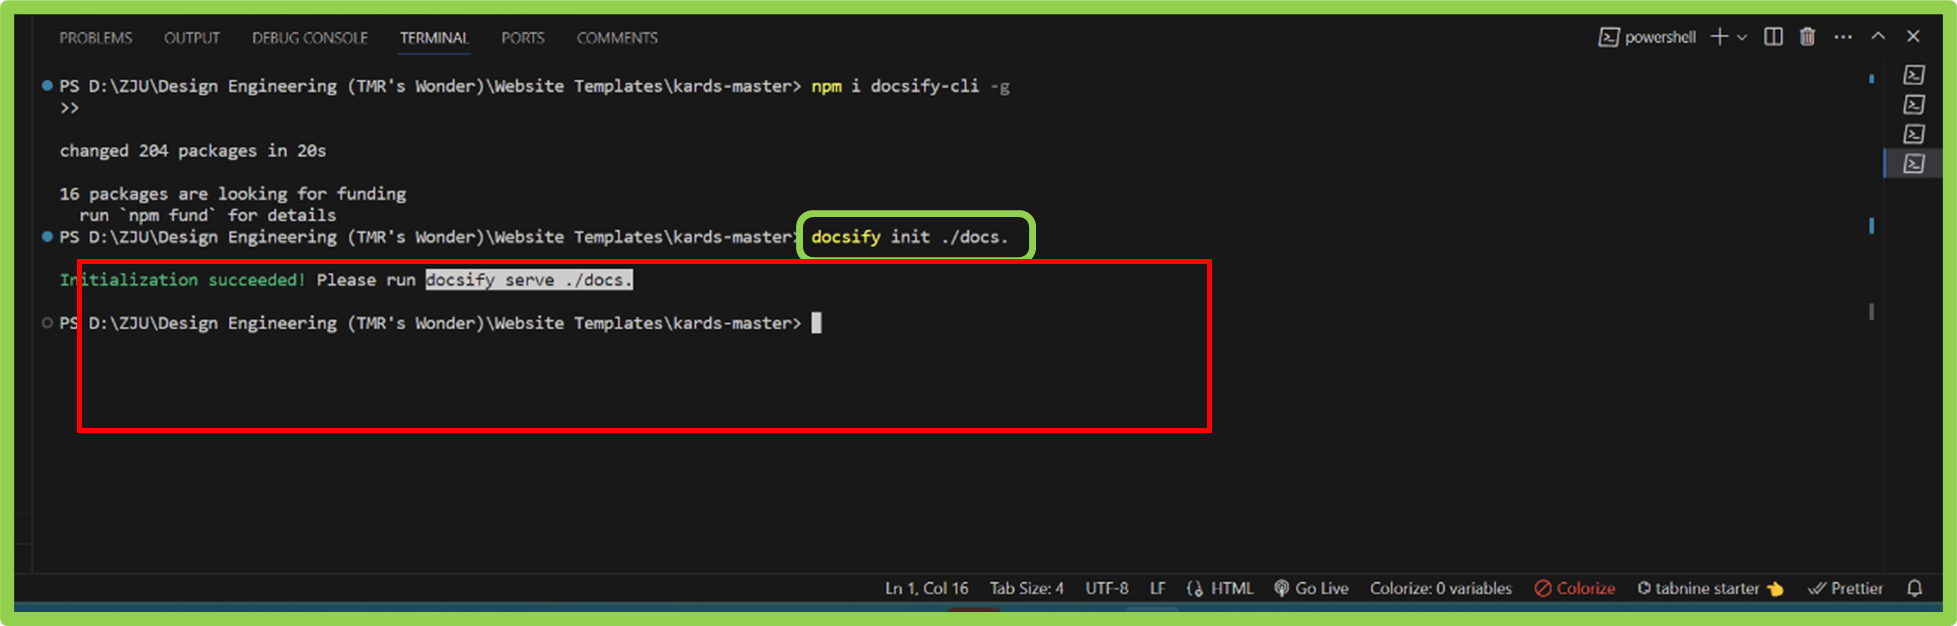 PROBLEMS OUTPUT DEBUG CONSOLE TERMINAL PORTS COMMENTS powershell
PS D:\ZJU\Design Engineering (TMR's Wonder)\Website Templates\kards-master> npm i docsify-cli -g
>>
changed 204 packages in 20s
16 packages are looking for funding
run `npm fund` for details
PS D:\ZJU\Design Engineering (TMR's Wonder)\Website Templates\kards-master> docsify init ./docs.
Initialization succeeded! Please run docsify serve ./docs.
PS D:\ZJU\Design Engineering (TMR's Wonder)\Website Templates\kards-master>
Ln 1, Col 16 Tab Size: 4 UTF-8 LF HTML Go Live Colorize: 0 variables Colorize tabnine starter Prettier